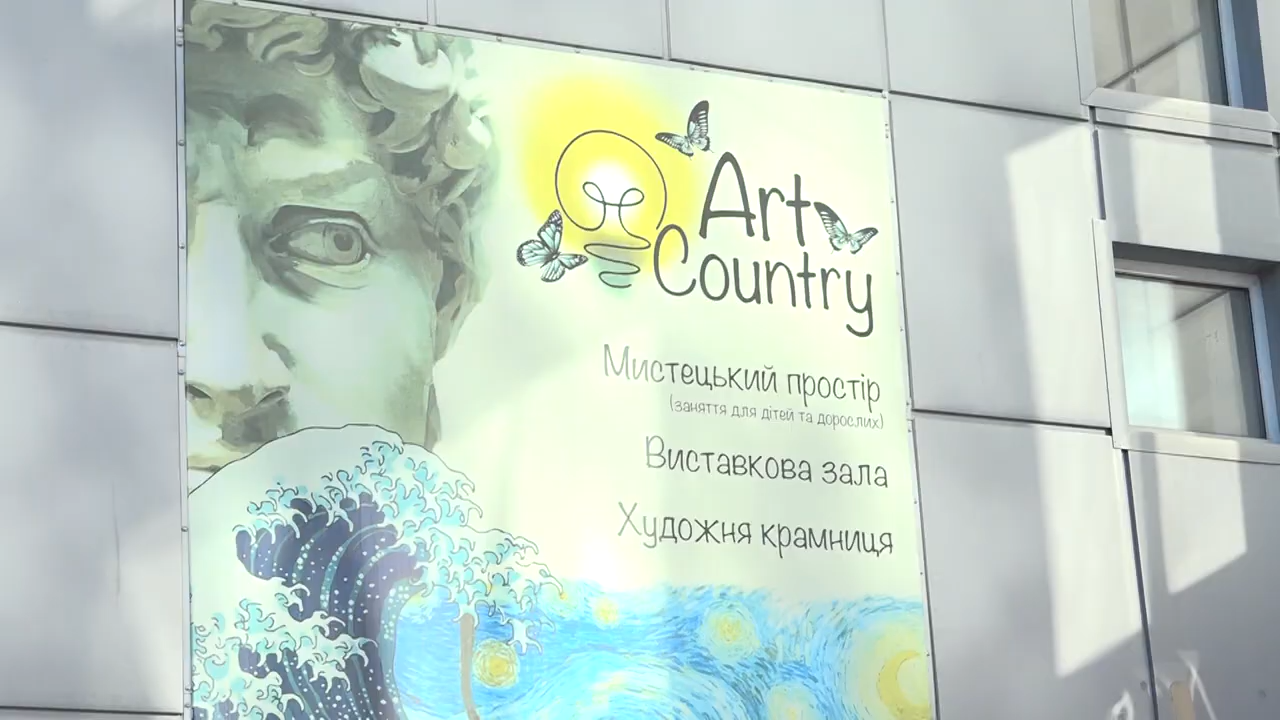 Art
Country
Мистецький простір
(заняття для дітей та дорослих)
Виставкова зала
Художня крамниця